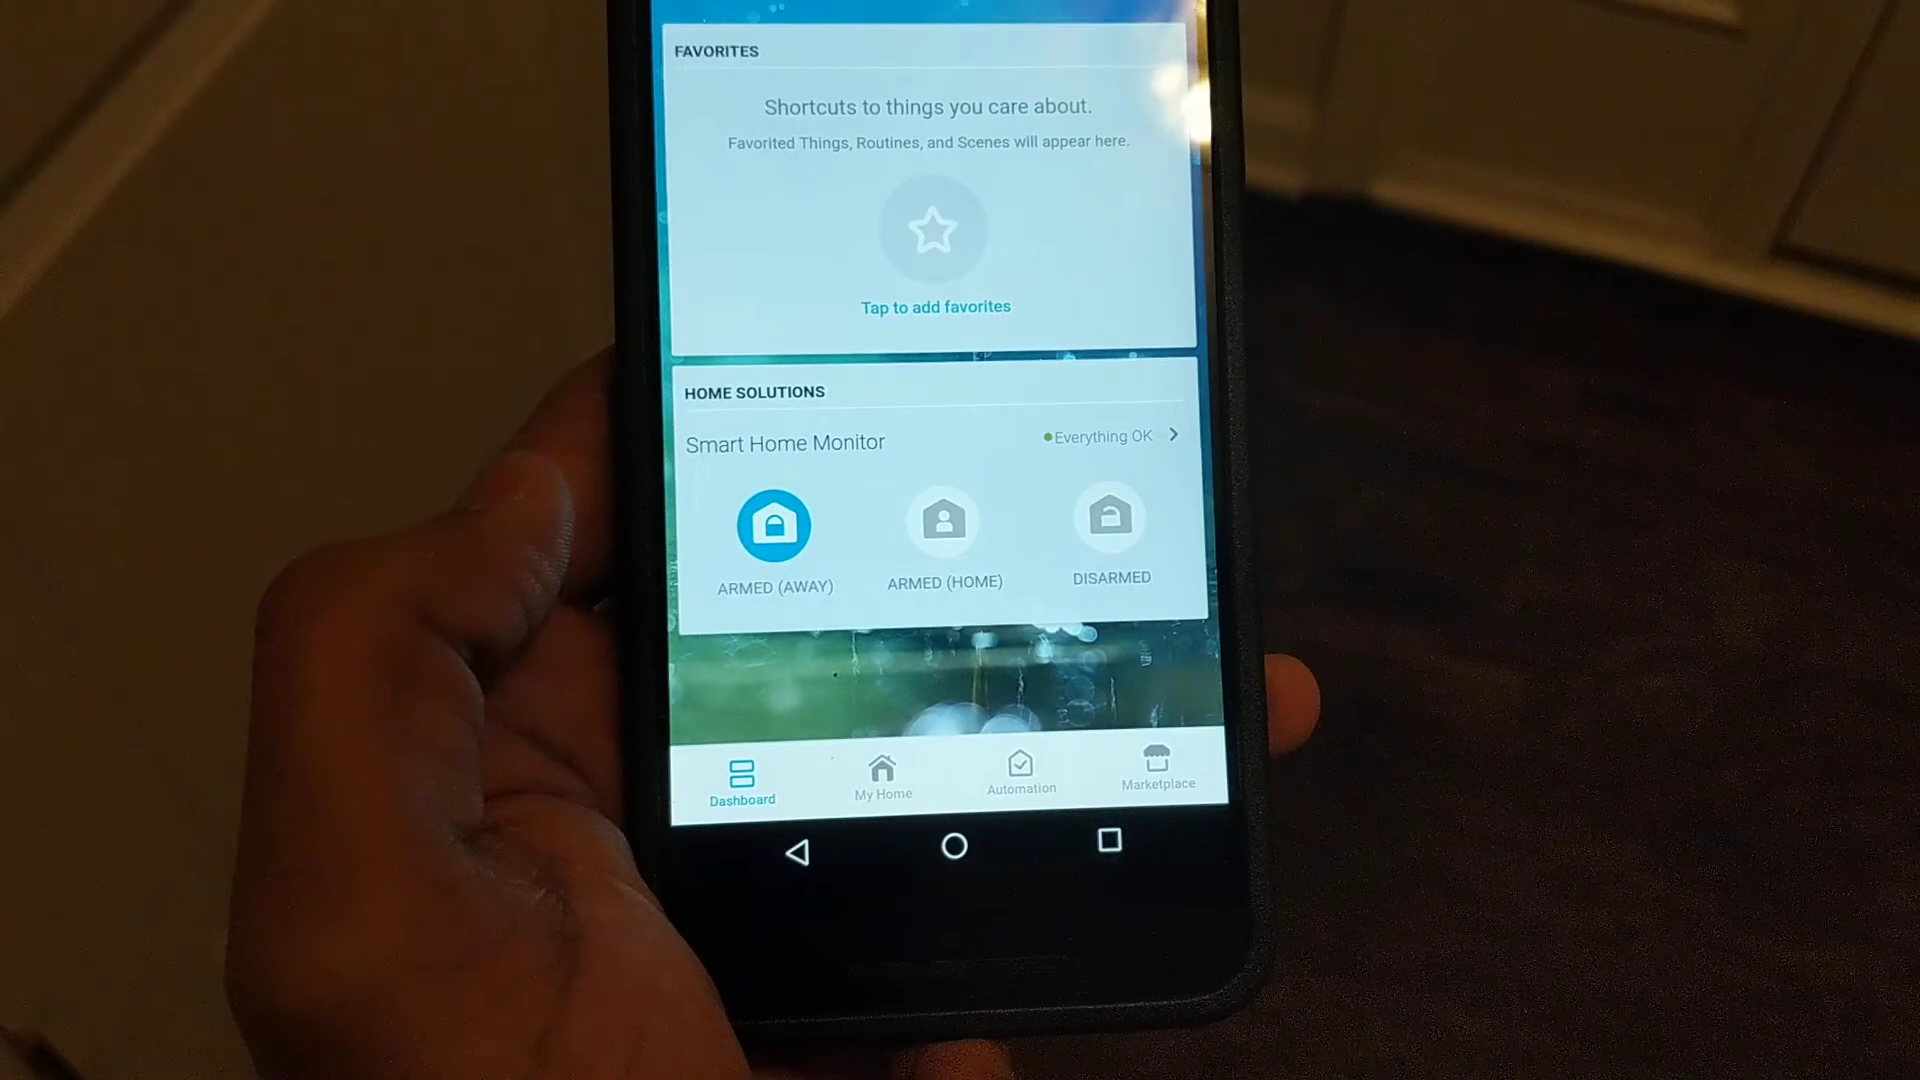 FAVORITES
Shortcuts to things you care about.
Favorited Things, Routines, and Scenes will appear here.
Tap to add favorites
HOME SOLUTIONS
Smart Home Monitor
Everything OK
ARMED (AWAY)
ARMED (HOME)
DISARMED
Dashboard
My Home
Automation
Marketplace